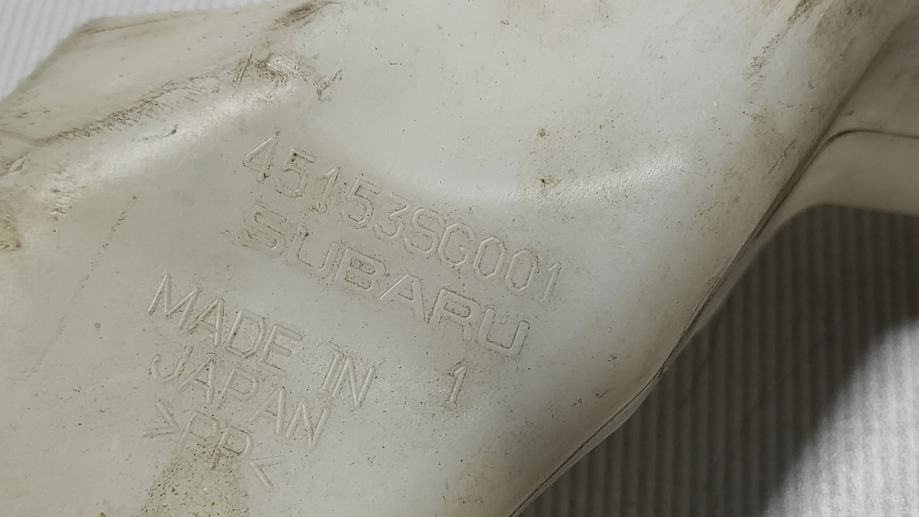 45153SG001
SUBARU
MADE IN 1
JAPAN
>PP<